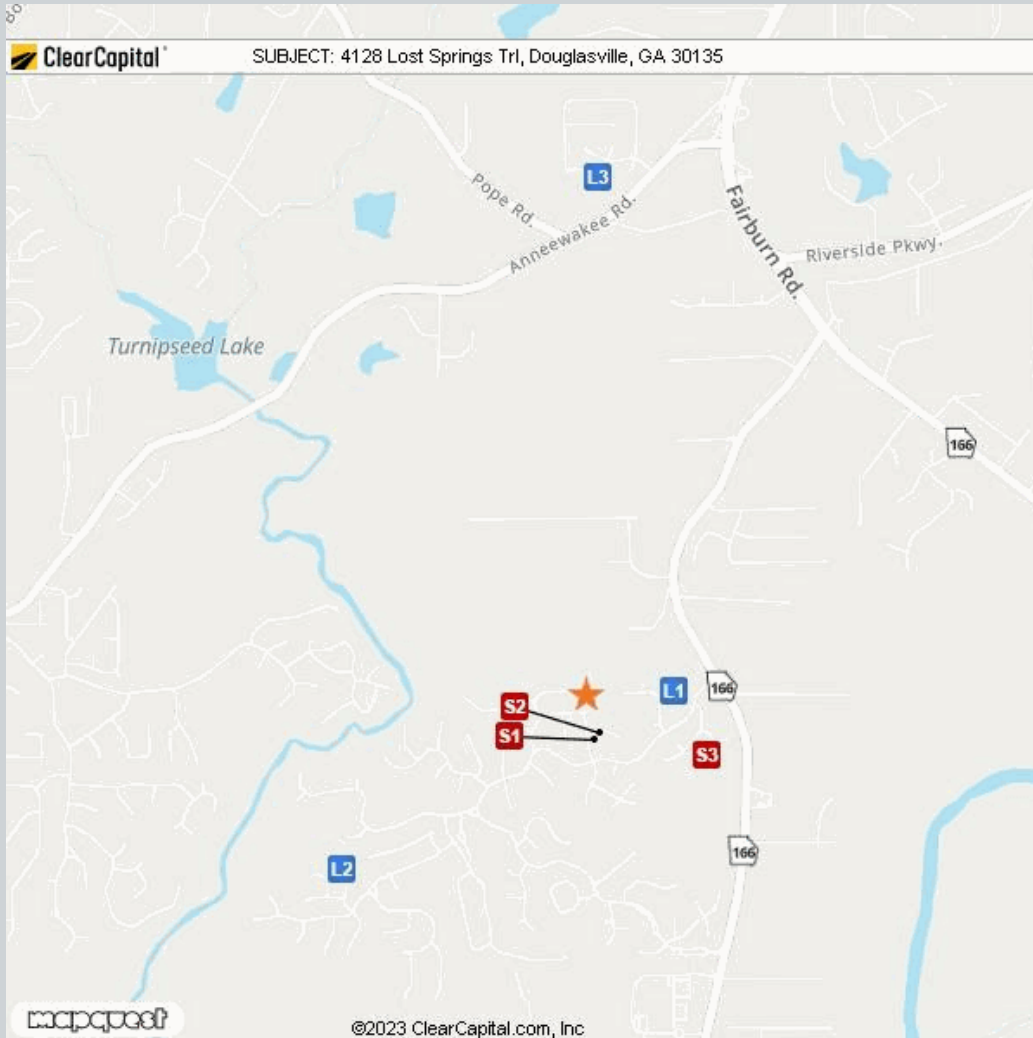 ClearCapital®
SUBJECT: 4128 Lost Springs Trl, Douglasville, GA 30135
L3
Pope Rd.
Anneewakee Rd.
Fairburn Rd.
Riverside Pkwy.
Turnipseed Lake
166
L1
166
S2
S1
S3
166
L2
mapquest
©2023 ClearCapital.com, Inc